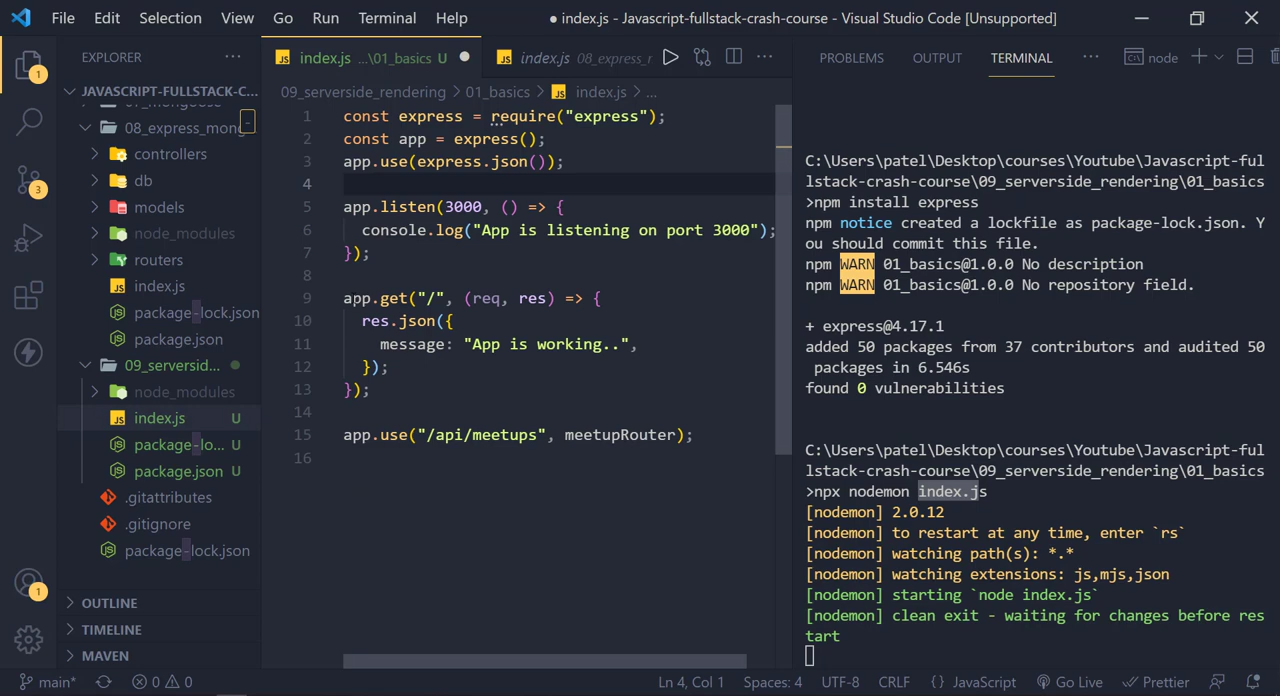 File Edit Selection View Go Run Terminal Help
● index.js - Javascript-fullstack-crash-course - Visual Studio Code [Unsupported]
EXPLORER
JAVASCRIPT-FULLSTACK-C...
08_express_mong
controllers
db
models
node_modules
routers
index.js
package-lock.json
package.json
09_serversid...
node_modules
index.js U
package-lo... U
package.json U
.gitattributes
.gitignore
package-lock.json
OUTLINE
TIMELINE
MAVEN
1
3
1
JS index.js ...\01_basics U
JS index.js 08_express_r
09_serverside_rendering > 01_basics > JS index.js > ...
1 const express = require("express");
2 const app = express();
3 app.use(express.json());
4
5 app.listen(3000, () => {
6 console.log("App is listening on port 3000");
7 });
8
9 app.get("/", (req, res) => {
10 res.json({
11 message: "App is working..",
12 });
13 });
14
15 app.use("/api/meetups", meetupRouter);
16
PROBLEMS OUTPUT TERMINAL ... node
C:\Users\patel\Desktop\courses\Youtube\Javascript-ful
lstack-crash-course\09_serverside_rendering\01_basics
>npm install express
npm notice created a lockfile as package-lock.json. Y
ou should commit this file.
npm WARN 01_basics@1.0.0 No description
npm WARN 01_basics@1.0.0 No repository field.
+ express@4.17.1
added 50 packages from 37 contributors and audited 50
packages in 6.546s
found 0 vulnerabilities
C:\Users\patel\Desktop\courses\Youtube\Javascript-ful
lstack-crash-course\09_serverside_rendering\01_basics
>npx nodemon index.js
[nodemon] 2.0.12
[nodemon] to restart at any time, enter `rs`
[nodemon] watching path(s): *.*
[nodemon] watching extensions: js,mjs,json
[nodemon] starting `node index.js`
[nodemon] clean exit - waiting for changes before res
tart
main* 0 0 Ln 4, Col 1 Spaces: 4 UTF-8 CRLF {} JavaScript Go Live Prettier